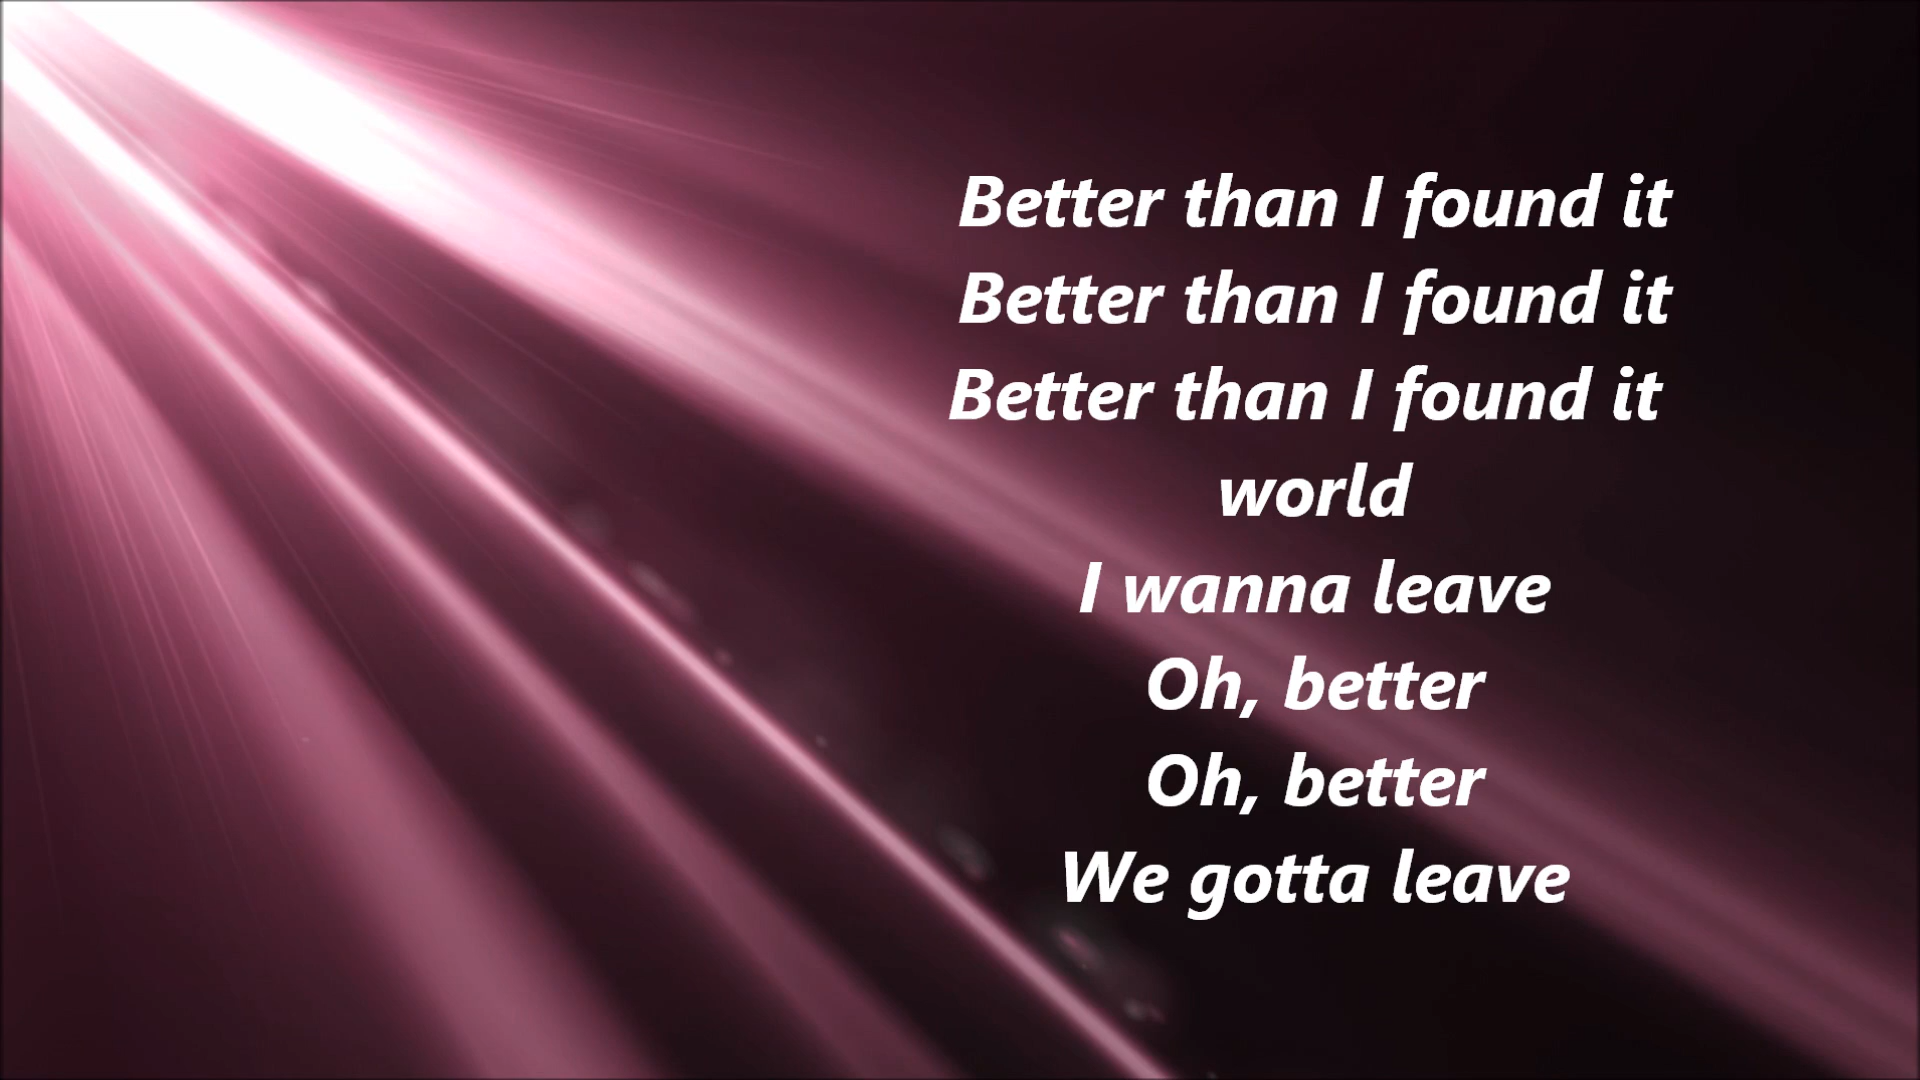 Better than I found it
Better than I found it
Better than I found it
world
I wanna leave
Oh, better
Oh, better
We gotta leave